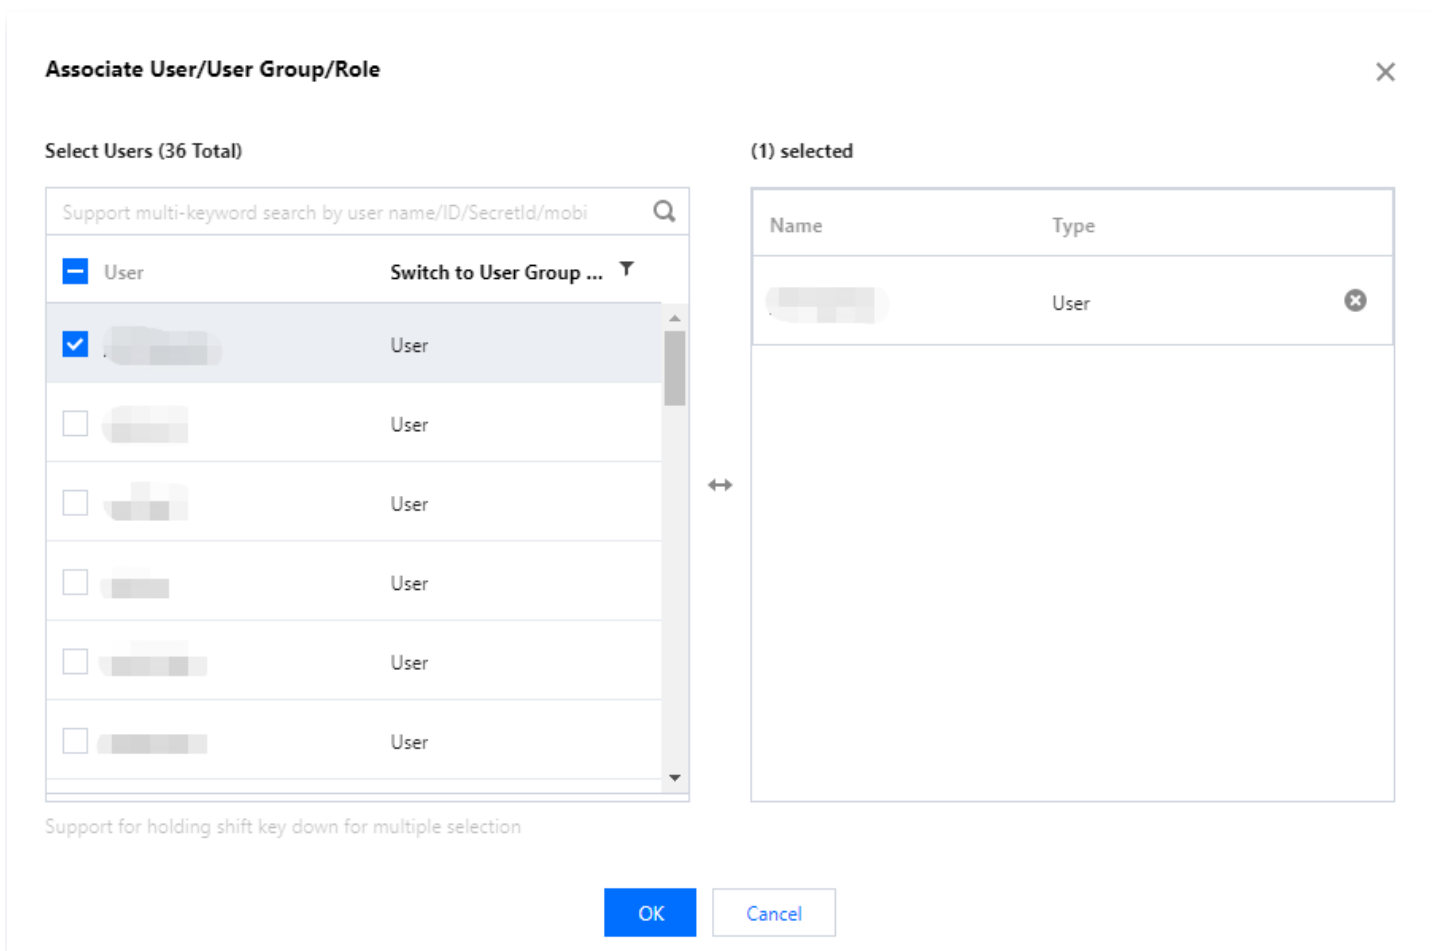 Associate User/User Group/Role
Select Users (36 Total)
Support multi-keyword search by user name/ID/SecretId/mobi
User Switch to User Group ...
User
User
User
User
User
User
Support for holding shift key down for multiple selection
(1) selected
Name Type
User
OK Cancel